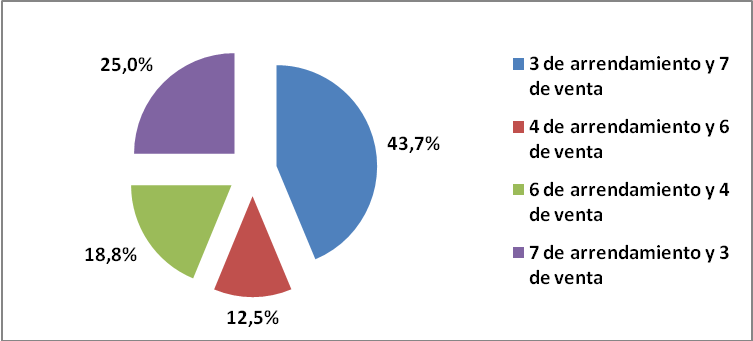 25,0%
43,7%
18,8%
12,5%
3 de arrendamiento y 7
de venta
4 de arrendamiento y 6
de venta
6 de arrendamiento y 4
de venta
7 de arrendamiento y 3
de venta